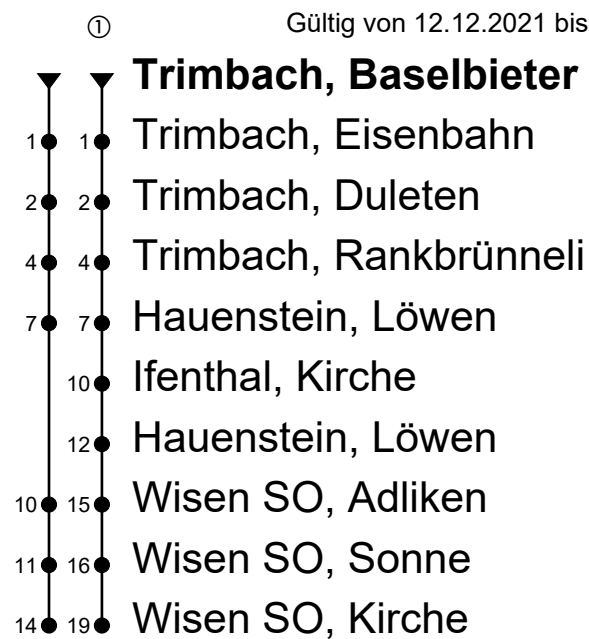 ① Gültig von 12.12.2021 bis
Trimbach, Baselbieter
1 1 Trimbach, Eisenbahn
2 2 Trimbach, Duleten
4 4 Trimbach, Rankbrünneli
7 7 Hauenstein, Löwen
10 Ifenthal, Kirche
12 Hauenstein, Löwen
10 15 Wisen SO, Adliken
11 16 Wisen SO, Sonne
14 19 Wisen SO, Kirche